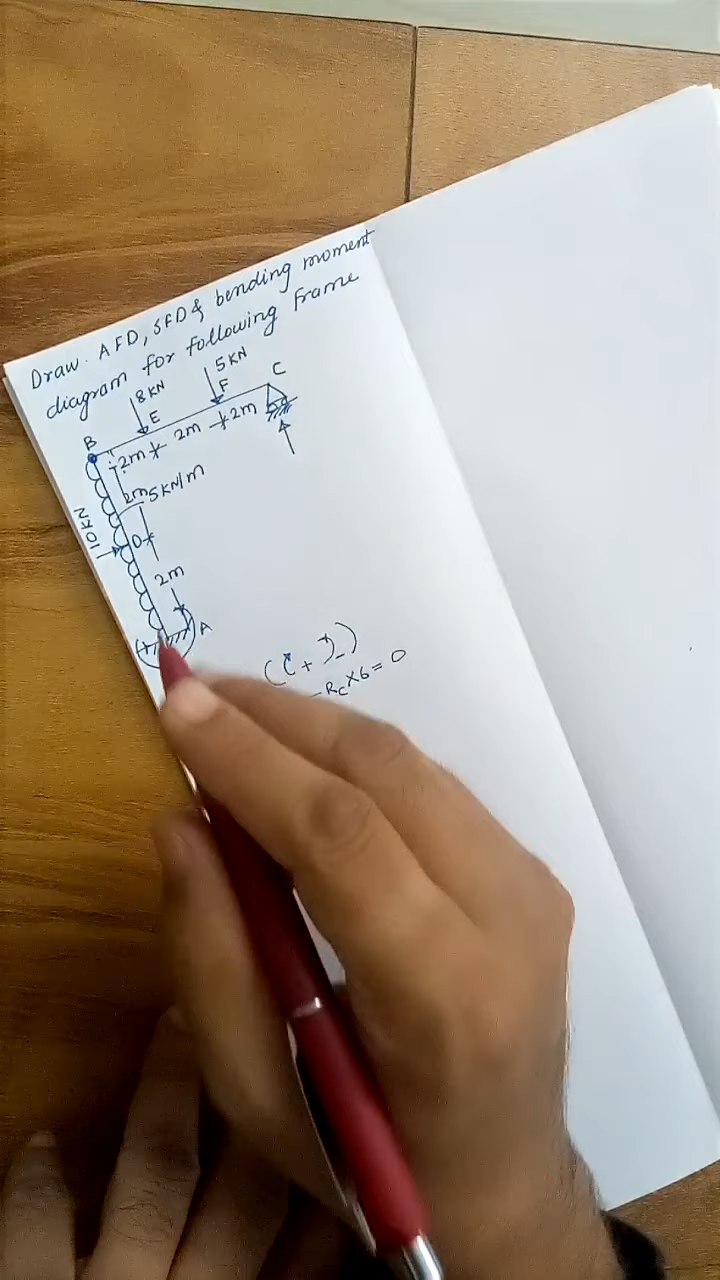 Draw. AFD, SFD & bending moment
diagram for following Frame
8KN
5KN
C
E
F
B
2m
2m
2m
2m
5KN/m
10KN
D
2m
A
(↺ + ↻ -)
-Rc×6=0